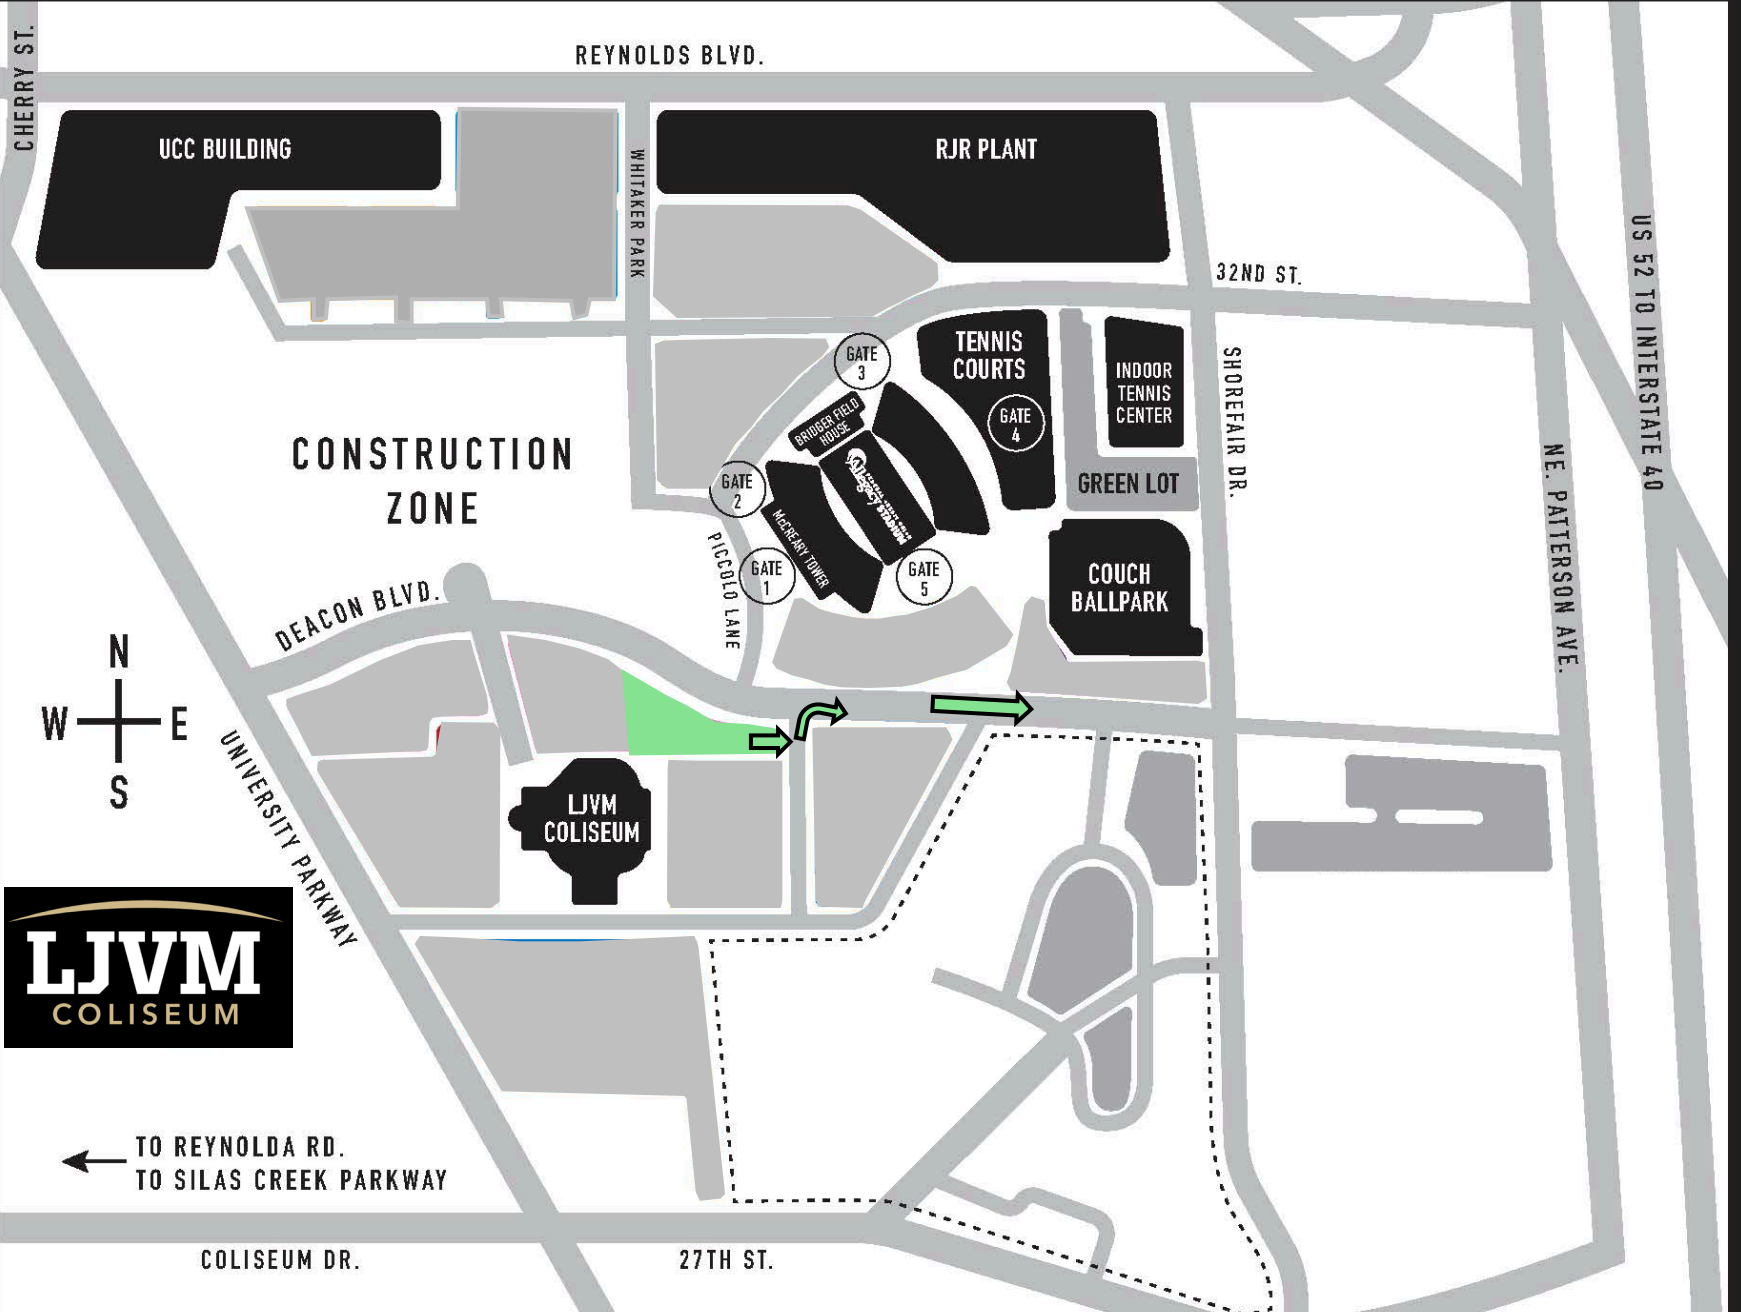 REYNOLDS BLVD.
CHERRY ST.
UCC BUILDING
WHITAKER PARK
RJR PLANT
32ND ST.
US 52 TO INTERSTATE 40
GATE
3
TENNIS
COURTS
GATE
4
INDOOR
TENNIS
CENTER
SHOREFAIR DR.
BRIDGER FIELD
HOUSE
CONSTRUCTION
ZONE
GATE
2
Allegacy
STADIUM
GREEN LOT
NE. PATTERSON AVE.
McCREARY TOWER
PICCOLO LANE
GATE
1
GATE
5
COUCH
BALLPARK
DEACON BLVD.
N
W E
S
UNIVERSITY PARKWAY
LJVM
COLISEUM
LJVM
COLISEUM
TO REYNOLDA RD.
TO SILAS CREEK PARKWAY
COLISEUM DR.
27TH ST.